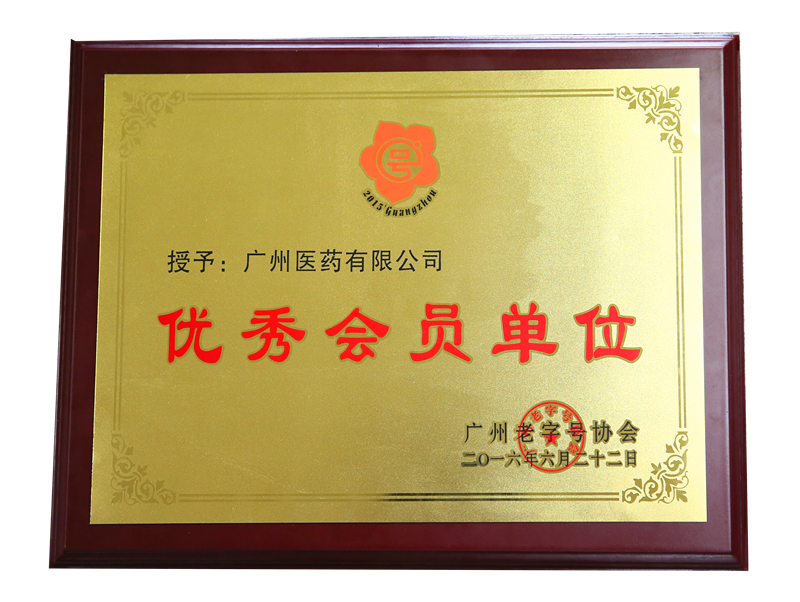 号
2015'Guangzhou
授予：广州医药有限公司
优秀会员单位
广州老字号协会
二〇一六年六月二十二日